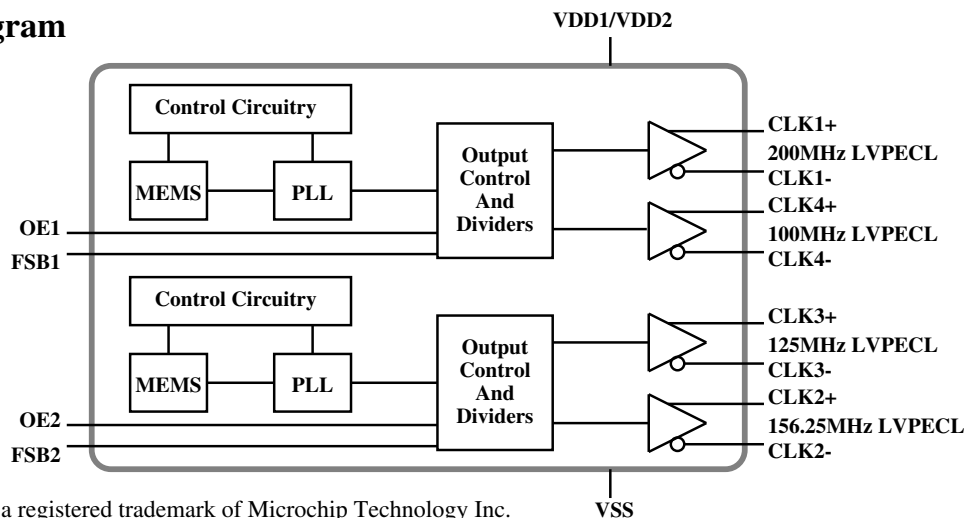 gram
VDD1/VDD2
Control Circuitry
MEMS
PLL
Output
Control
And
Dividers
CLK1+
200MHz LVPECL
CLK1-
CLK4+
100MHz LVPECL
CLK4-
OE1
FSB1
Control Circuitry
MEMS
PLL
Output
Control
And
Dividers
CLK3+
125MHz LVPECL
CLK3-
CLK2+
156.25MHz LVPECL
CLK2-
OE2
FSB2
VSS
a registered trademark of Microchip Technology Inc.